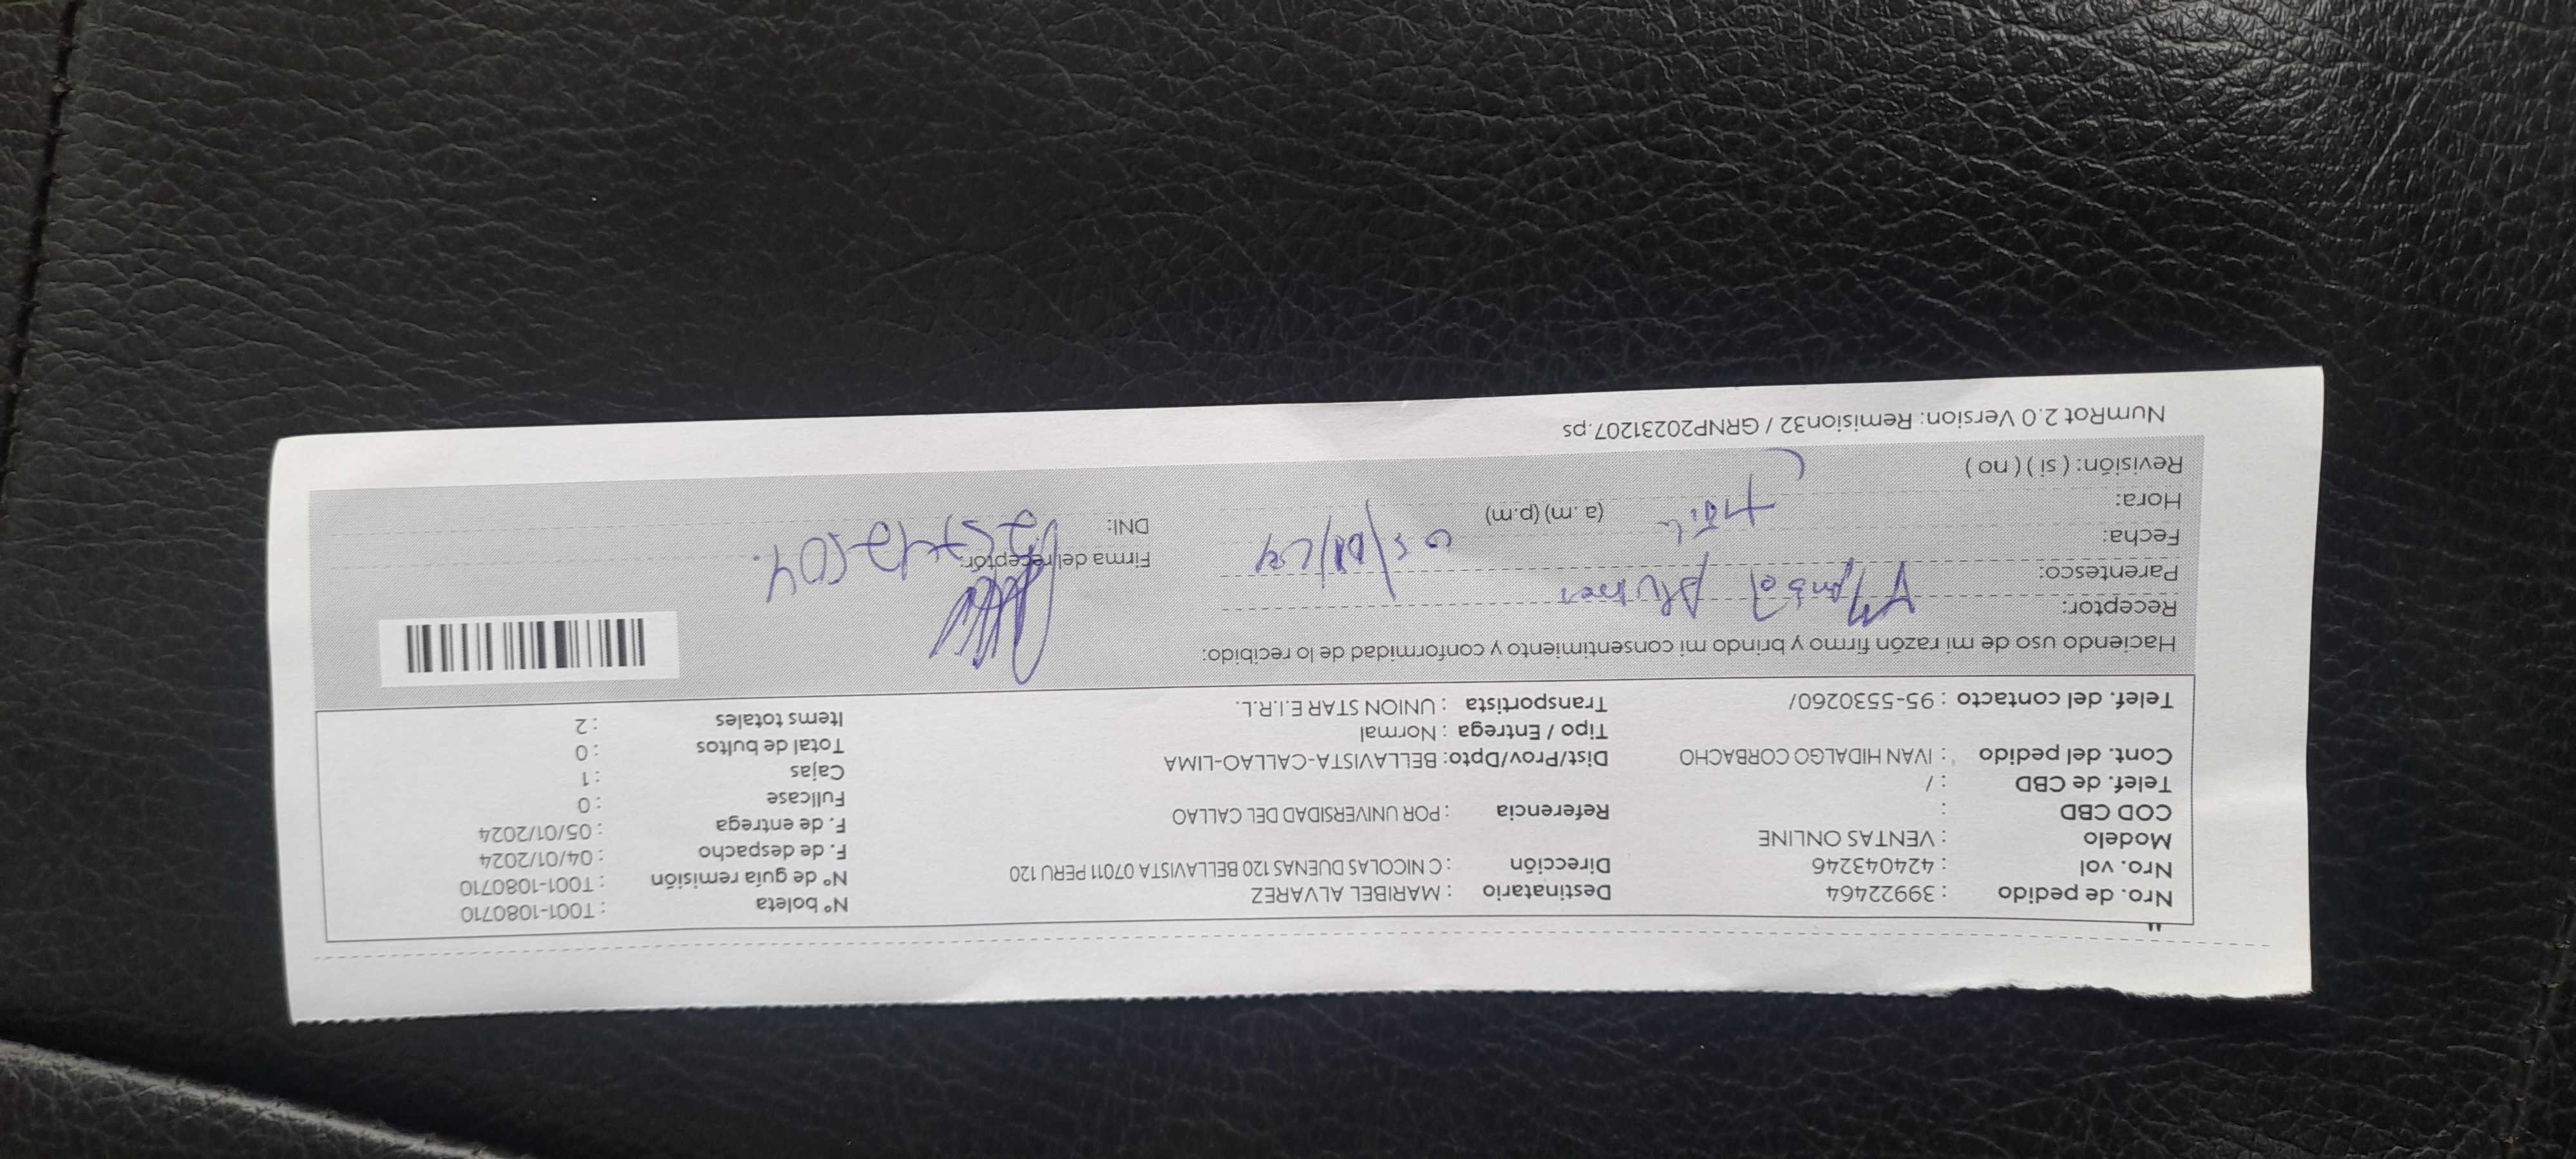 Nro. de pedido : 39922464 Destinatario : MARIBEL ALVAREZ Nº boleta : T001-1080710
Nro. vol : 424043246 Dirección : C NICOLAS DUENAS 120 BELLAVISTA 07011 PERU 120 Nº de guía remisión : T001-1080710
Modelo : VENTAS ONLINE F. de despacho : 04/01/2024
COD CBD : Referencia : POR UNIVERSIDAD DEL CALLAO F. de entrega : 05/01/2024
Telef. de CBD : / Fullcase : 0
Cont. del pedido : IVAN HIDALGO CORBACHO Dist/Prov/Dpto: BELLAVISTA-CALLAO-LIMA Cajas : 1
Tipo / Entrega : Normal Total de bultos : 0
Telef. del contacto : 95-5530260/ Transportista : UNION STAR E.I.R.L. Items totales : 2
Haciendo uso de mi razón firmo y brindo mi consentimiento y conformidad de lo recibido:
Receptor:
Parentesco:
Fecha: Firma del receptor:
Hora: (a.m) (p.m) DNI:
Revisión: ( si ) ( no )
NumRot 2.0 Version: Remision32 / GRNP20231207.ps